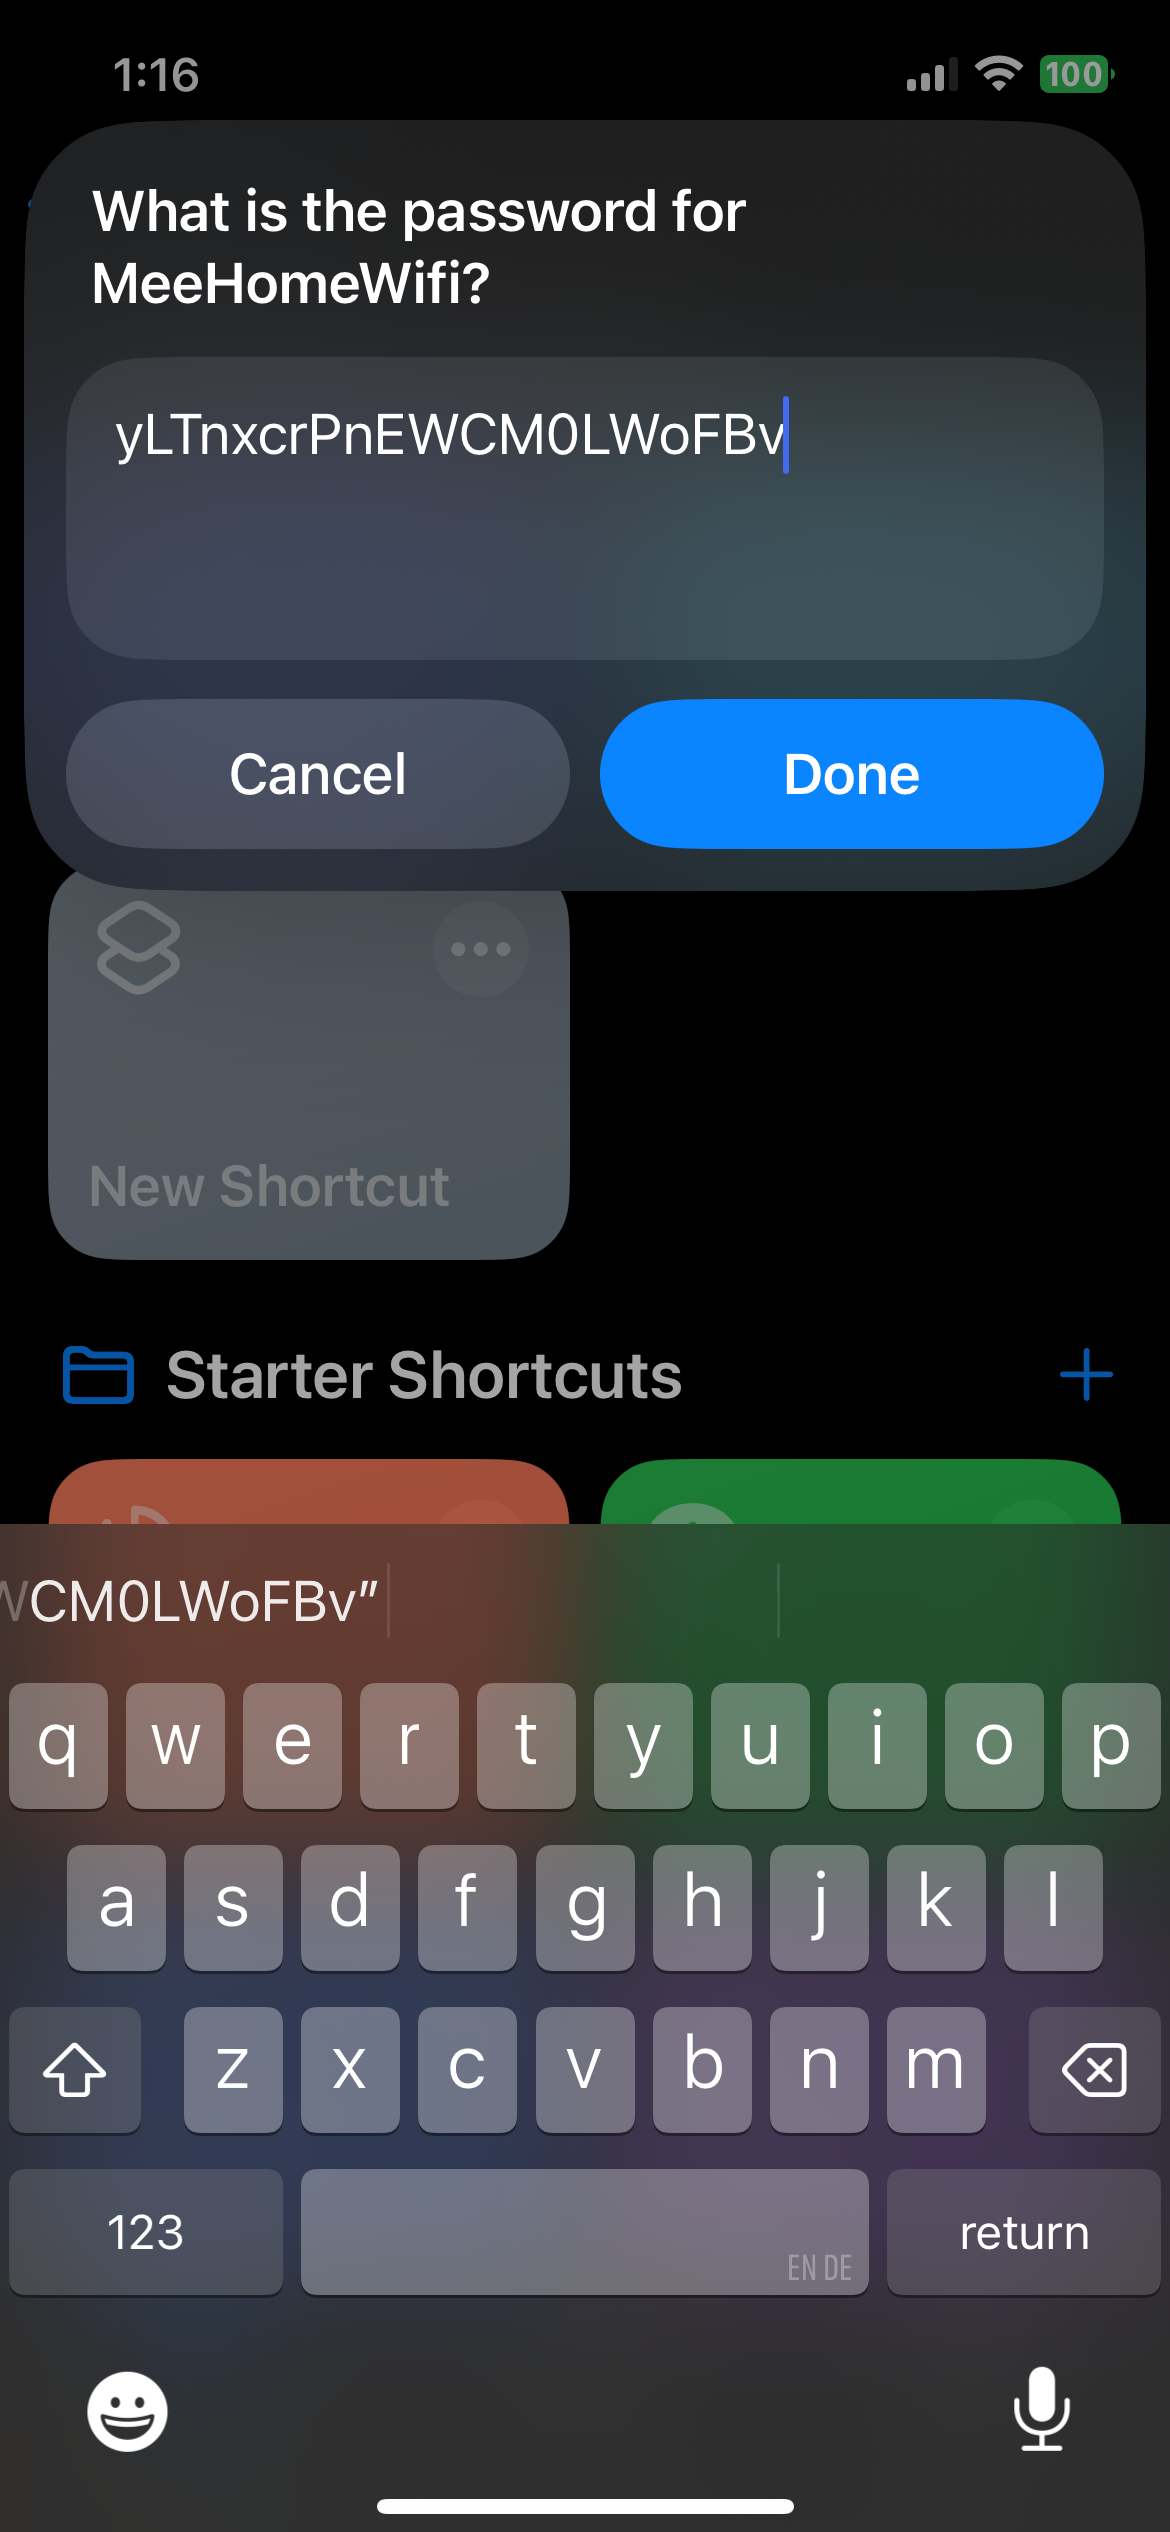 1:16
100
What is the password for
MeeHomeWifi?
yLTnxcrPnEWCM0LWoFBv
Cancel
Done
New Shortcut
Starter Shortcuts
WCM0LWoFBv”
q w e r t y u i o p
a s d f g h j k l
z x c v b n m
123
EN DE
return